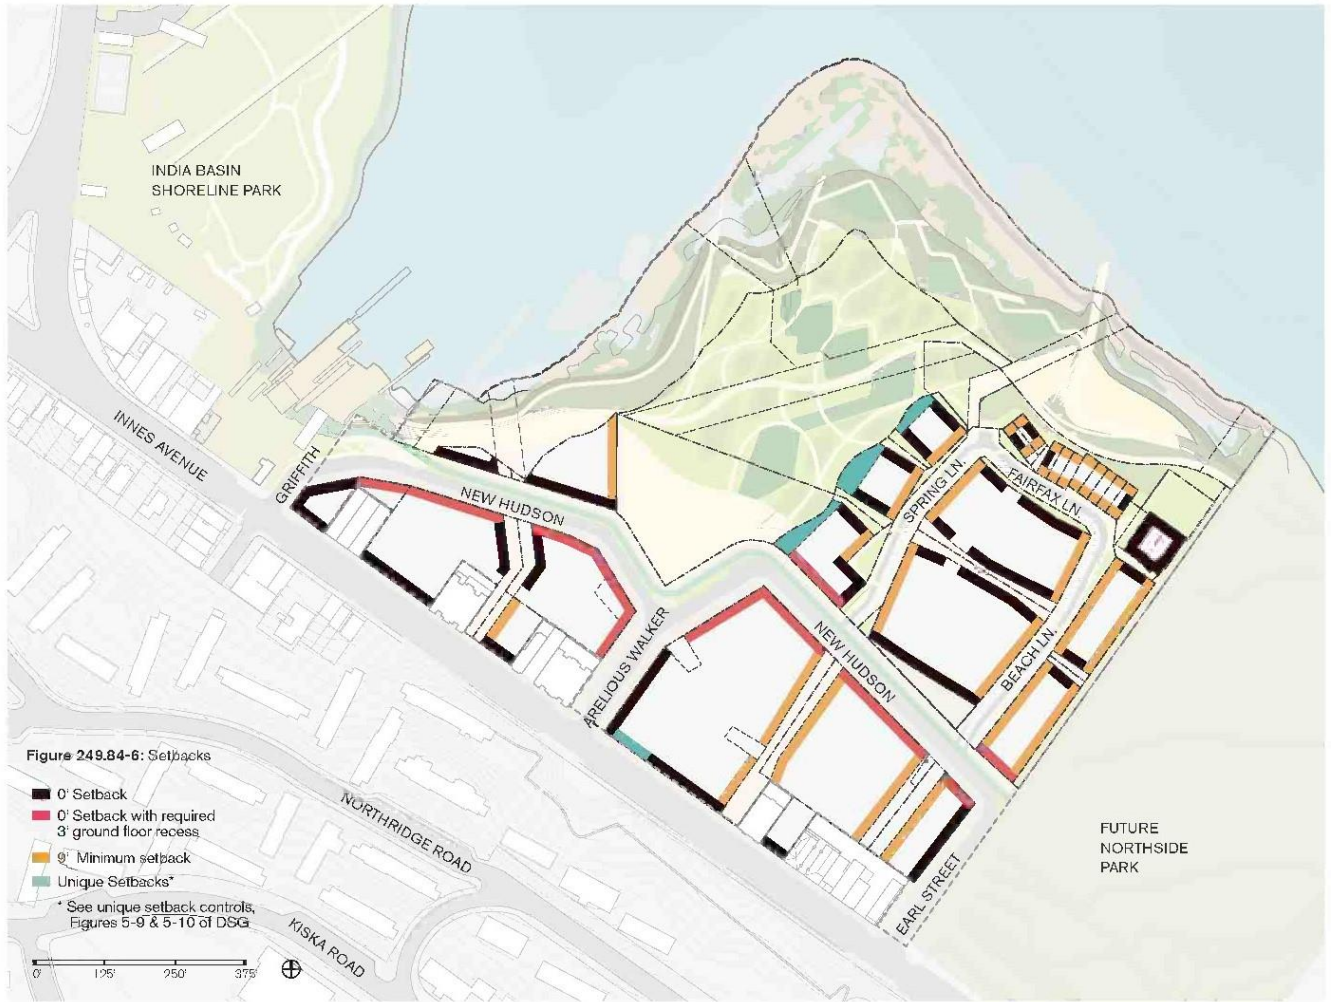 INDIA BASIN
SHORELINE PARK
INNES AVENUE
GRIFFITH
NEW HUDSON
SPRING LN.
FAIRFAX LN.
ARELIOUS WALKER
NEW HUDSON
BEACH LN.
Figure 249.84-6: Setbacks
0' Setback
0' Setback with required
3' ground floor recess
9' Minimum setback
Unique Setbacks*
* See unique setback controls,
Figures 5-9 & 5-10 of DSG
NORTHRIDGE ROAD
KISKA ROAD
EARL STREET
FUTURE
NORTHSIDE
PARK
0' 125' 250' 375'